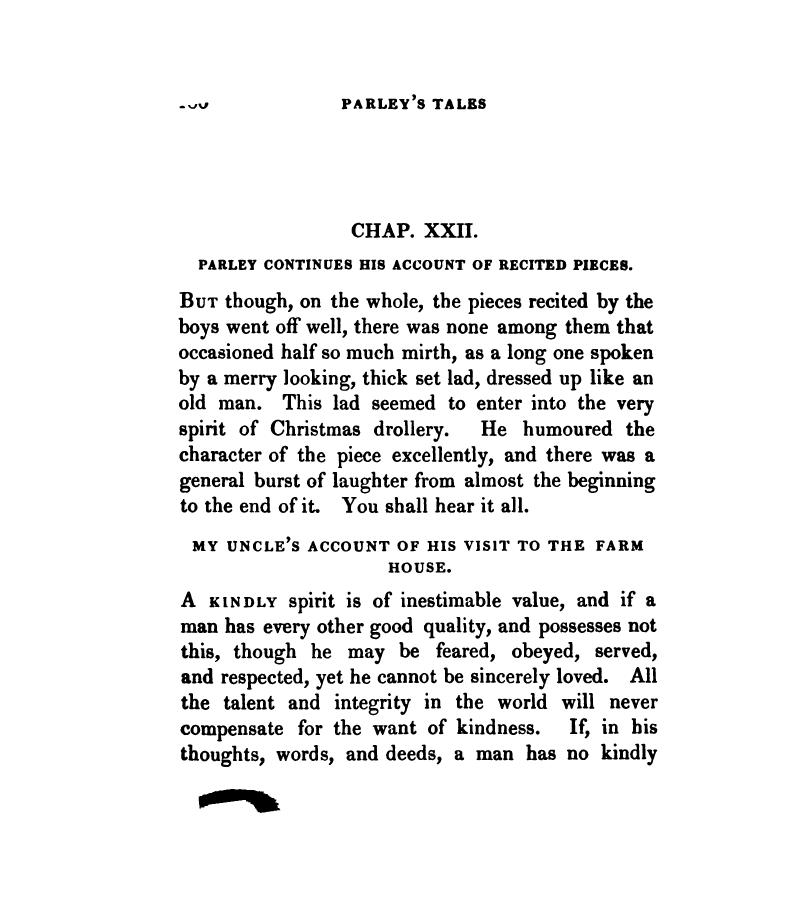 PARLEY'S TALES
CHAP. XXII.
PARLEY CONTINUES HIS ACCOUNT OF RECITED PIECES.
BUT though, on the whole, the pieces recited by the
boys went off well, there was none among them that
occasioned half so much mirth, as a long one spoken
by a merry looking, thick set lad, dressed up like an
old man. This lad seemed to enter into the very
spirit of Christmas drollery. He humoured the
character of the piece excellently, and there was a
general burst of laughter from almost the beginning
to the end of it. You shall hear it all.
MY UNCLE'S ACCOUNT OF HIS VISIT TO THE FARM
HOUSE.
A KINDLY spirit is of inestimable value, and if a
man has every other good quality, and possesses not
this, though he may be feared, obeyed, served,
and respected, yet he cannot be sincerely loved. All
the talent and integrity in the world will never
compensate for the want of kindness. If, in his
thoughts, words, and deeds, a man has no kindly